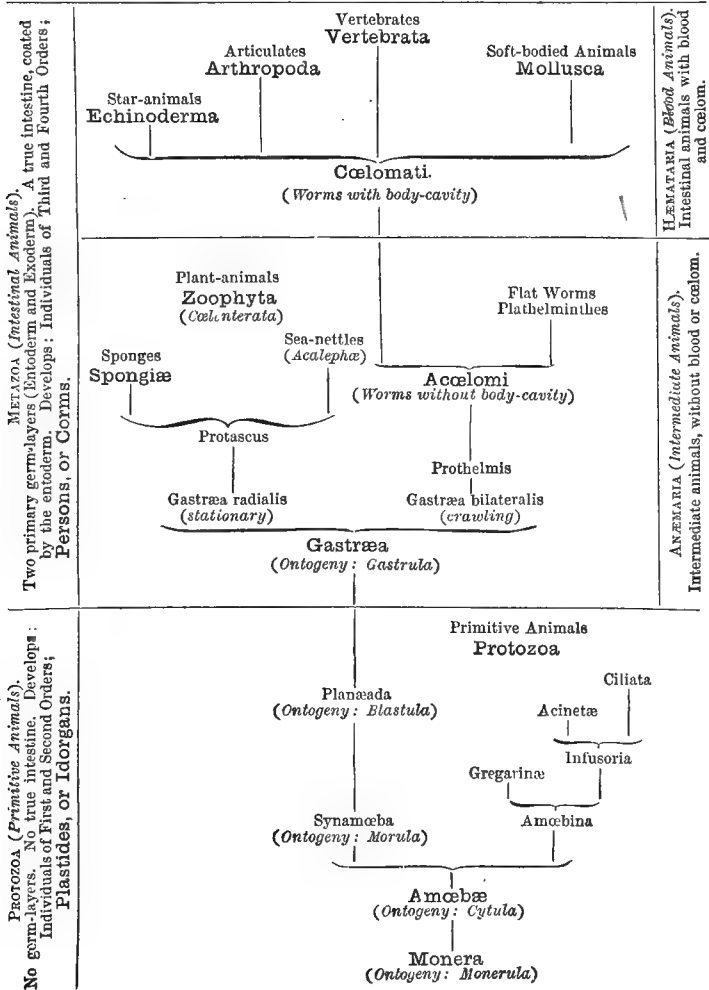 Vertebrates
Vertebrata
Articulates
Arthropoda
Soft-bodied Animals
Mollusca
Star-animals
Echinoderma
Cœlomati.
(Worms with body-cavity)
HÆMATARIA (Blood Animals).
Intestinal animals with blood
and cœlom.
METAZOA (Intestinal Animals).
Two primary germ-layers (Entoderm and Exoderm). A true intestine, coated
by the entoderm. Develops; Individuals of Third and Fourth Orders;
Persons, or Corms.
Plant-animals
Zoophyta
(Cœlenterata)
Flat Worms
Plathelminthes
Sea-nettles
(Acalephæ)
Sponges
Spongiæ
Acœlomi
(Worms without body-cavity)
Protascus
Prothelmis
Gastræa radialis
(stationary)
Gastræa bilateralis
(crawling)
Gastræa
(Ontogeny: Gastrula)
ANÆMARIA (Intermediate Animals).
Intermediate animals, without blood or cœlom.
PROTOZOA (Primitive Animals).
No germ-layers. No true intestine. Develops:
Individuals of First and Second Orders;
Plastides, or Idorgans.
Primitive Animals
Protozoa
Ciliata
Planæada
(Ontogeny: Blastula)
Acinetæ
Infusoria
Gregarinæ
Synamœba
(Ontogeny: Morula)
Amœbina
Amœbæ
(Ontogeny: Cytula)
Monera
(Ontogeny: Monerula)